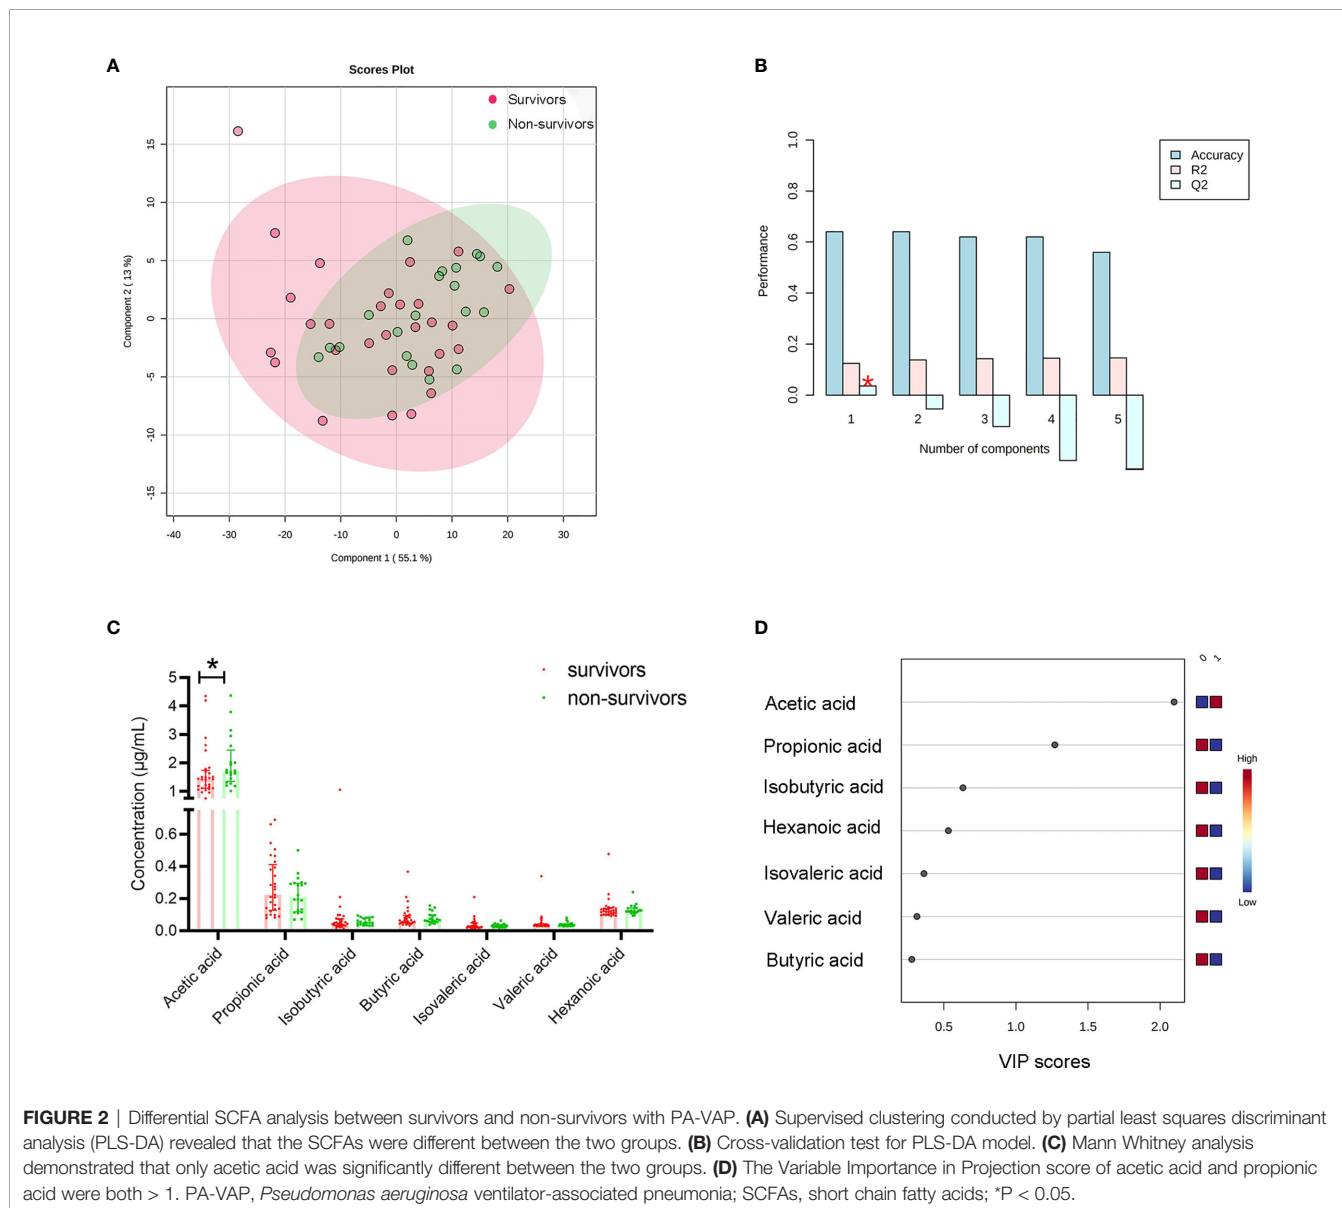 A
Scores Plot
Survivors
Non-survivors
Component 2 ( 13 %)
15
10
5
0
-5
-10
-15
-40 -30 -20 -10 0 10 20 30
Component 1 ( 55.1 %)
B
Performance
1.0
0.8
0.6
0.4
0.2
0.0
Accuracy
R2
Q2
*
1 2 3 4 5
Number of components
C
*
survivors
non-survivors
Concentration (µg/mL)
5
4
3
2
1
0.6
0.4
0.2
0.0
Acetic acid
Propionic acid
Isobutyric acid
Butyric acid
Isovaleric acid
Valeric acid
Hexanoic acid
D
0 1
Acetic acid
Propionic acid
Isobutyric acid
Hexanoic acid
Isovaleric acid
Valeric acid
Butyric acid
High
Low
0.5 1.0 1.5 2.0
VIP scores
FIGURE 2 | Differential SCFA analysis between survivors and non-survivors with PA-VAP. (A) Supervised clustering conducted by partial least squares discriminant
analysis (PLS-DA) revealed that the SCFAs were different between the two groups. (B) Cross-validation test for PLS-DA model. (C) Mann Whitney analysis
demonstrated that only acetic acid was significantly different between the two groups. (D) The Variable Importance in Projection score of acetic acid and propionic
acid were both > 1. PA-VAP, Pseudomonas aeruginosa ventilator-associated pneumonia; SCFAs, short chain fatty acids; *P < 0.05.